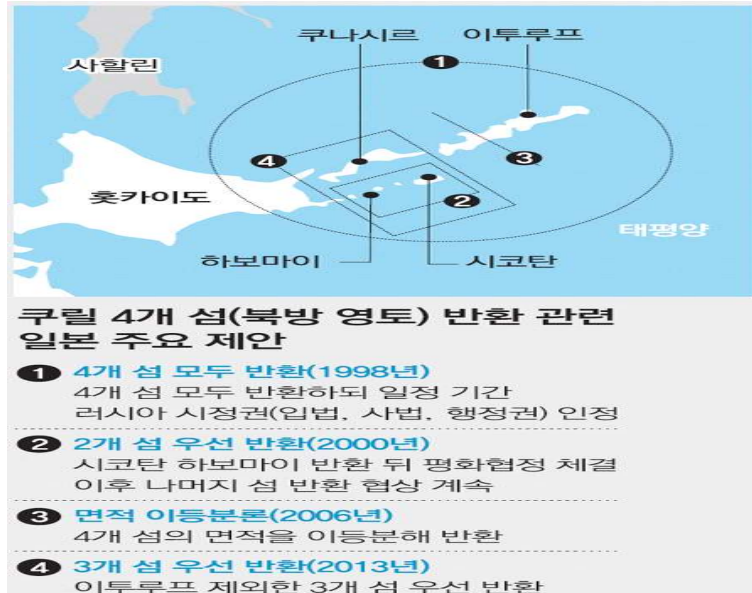 쿠나시르
이투루프
사할린
❶
❹
❸
홋카이도
❷
태평양
하보마이
시코탄
쿠릴 4개 섬(북방 영토) 반환 관련
일본 주요 제안
❶ 4개 섬 모두 반환(1998년)
4개 섬 모두 반환하되 일정 기간
러시아 시정권(입법, 사법, 행정권) 인정
❷ 2개 섬 우선 반환(2000년)
시코탄 하보마이 반환 뒤 평화협정 체결
이후 나머지 섬 반환 협상 계속
❸ 면적 이등분론(2006년)
4개 섬의 면적을 이등분해 반환
❹ 3개 섬 우선 반환(2013년)
이투루프 제외한 3개 섬 우선 반환